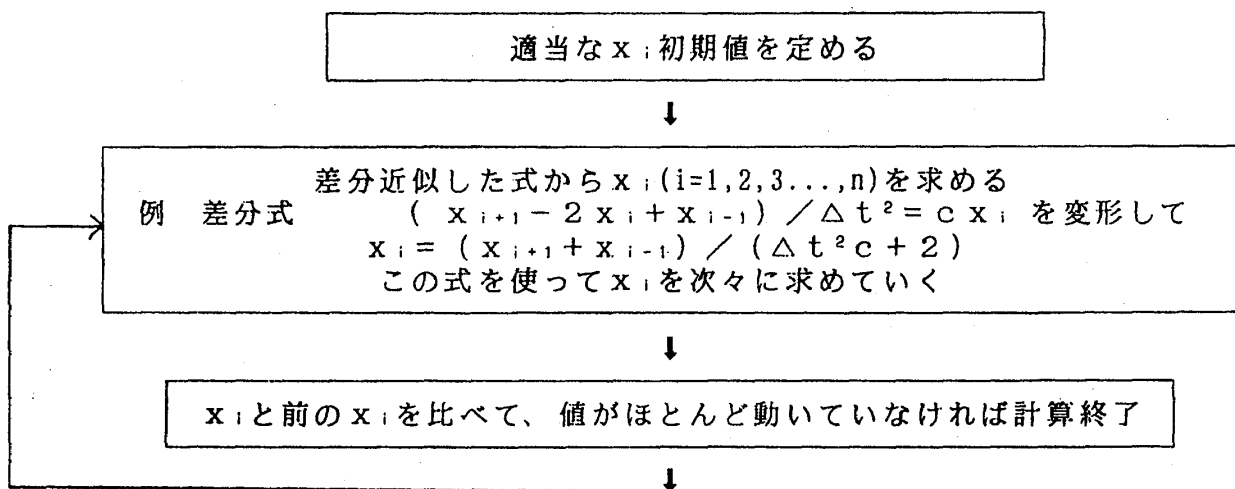 適当なxᵢ初期値を定める
↓
差分近似した式からxᵢ(i=1,2,3...,n)を求める
例 差分式 (xᵢ₊₁-2xᵢ+xᵢ₋₁)/△t²=cxᵢ を変形して
xᵢ=(xᵢ₊₁+xᵢ₋₁)/(△t²c+2)
この式を使ってxᵢを次々に求めていく
↓
xᵢと前のxᵢを比べて、値がほとんど動いていなければ計算終了
↓